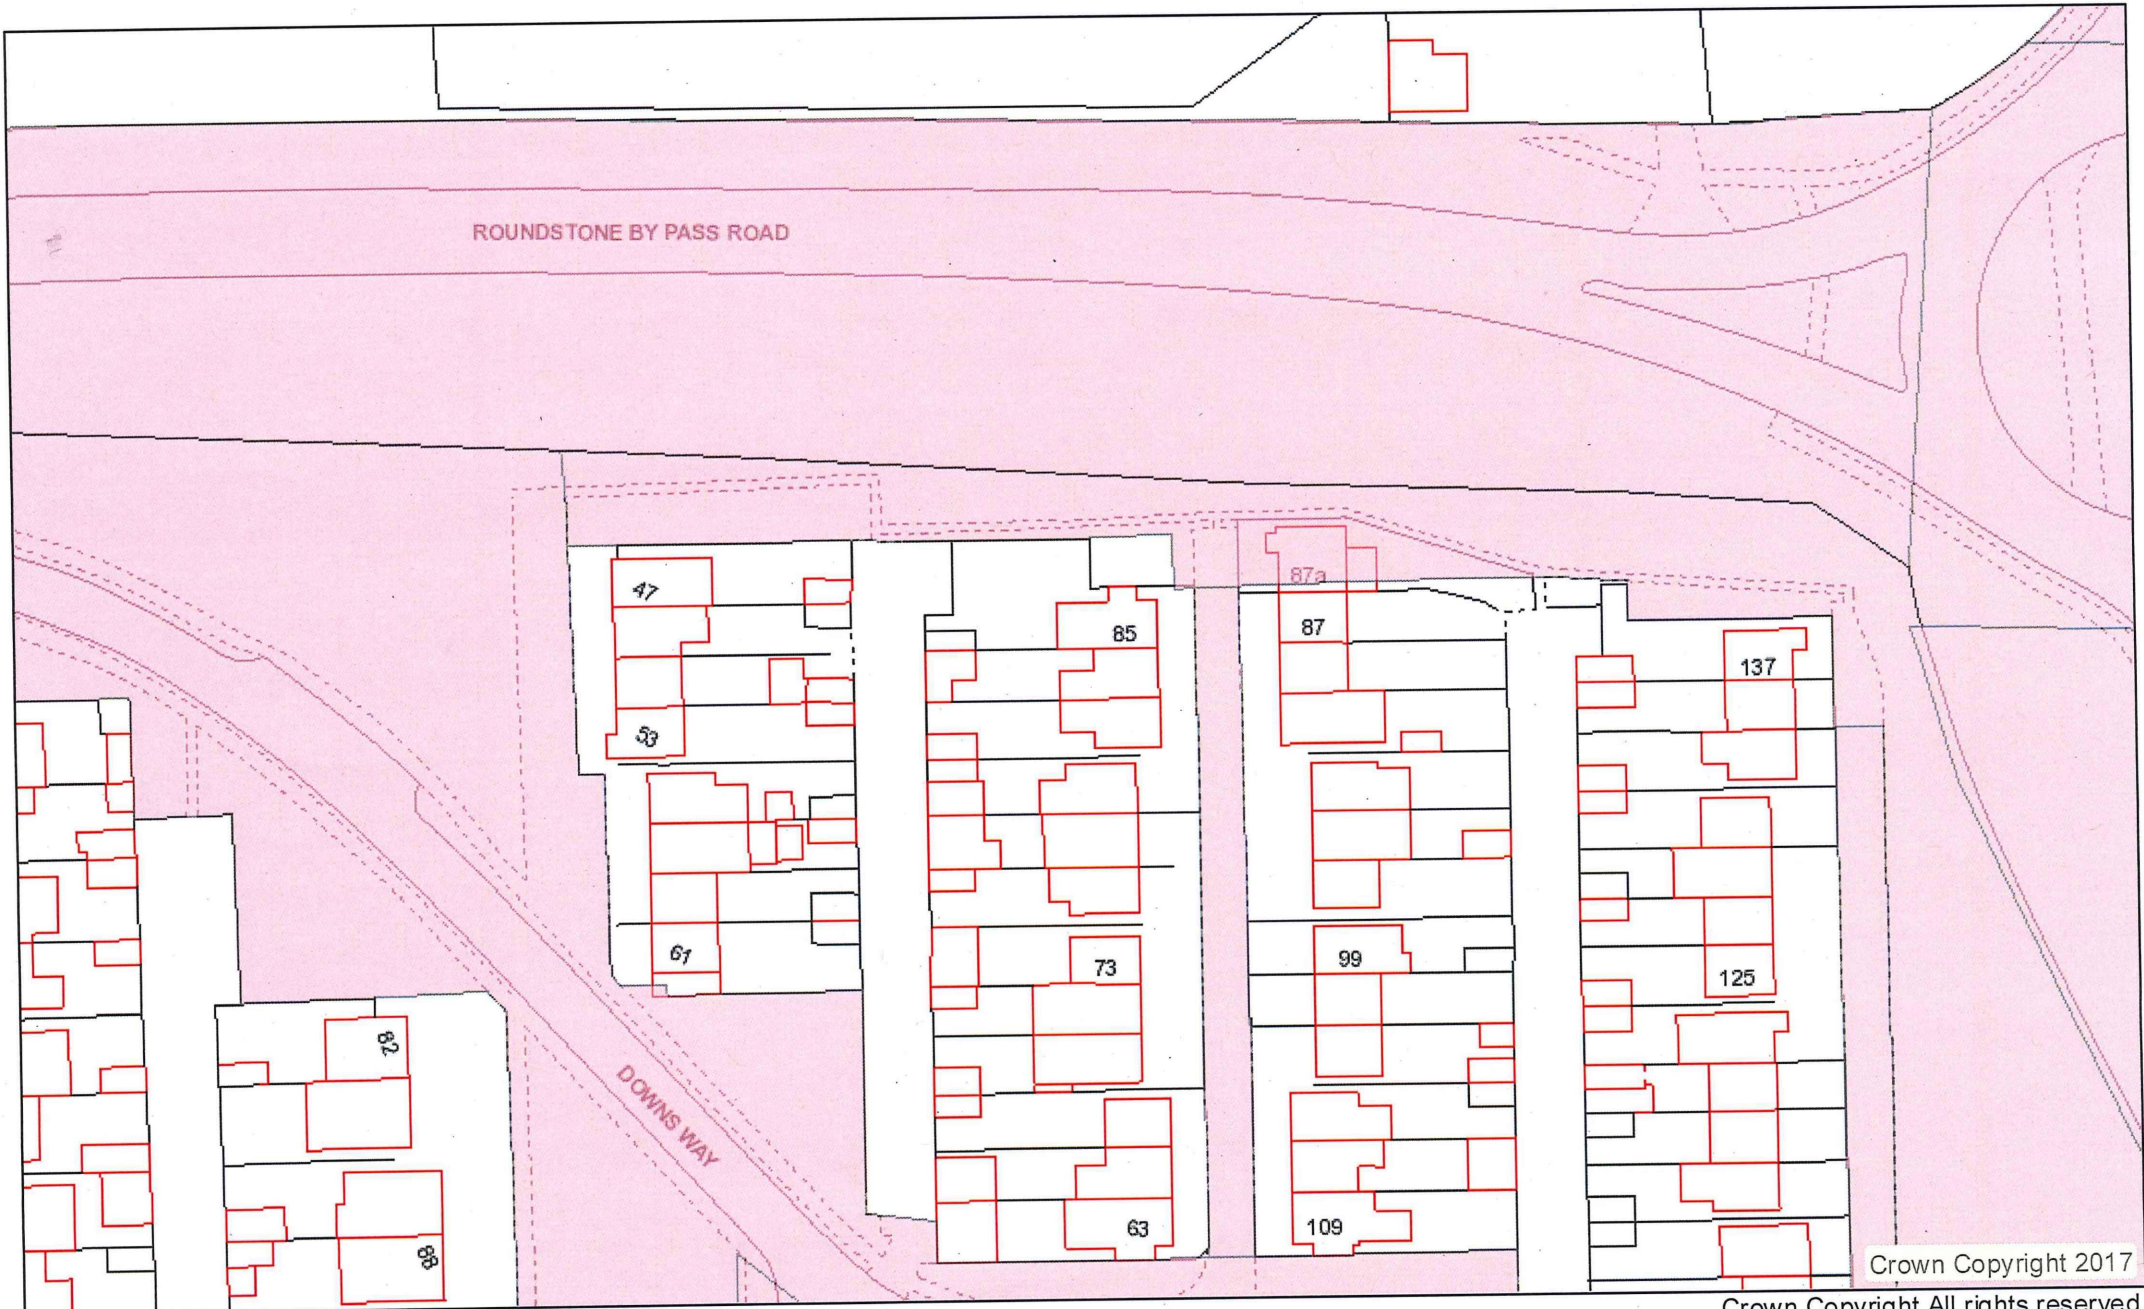 ROUNDSTONE BY PASS ROAD
87a
47
85
87
137
53
61
73
99
125
82
DOWNS WAY
63
109
88
Crown Copyright 2017
Crown Copyright All rights reserved